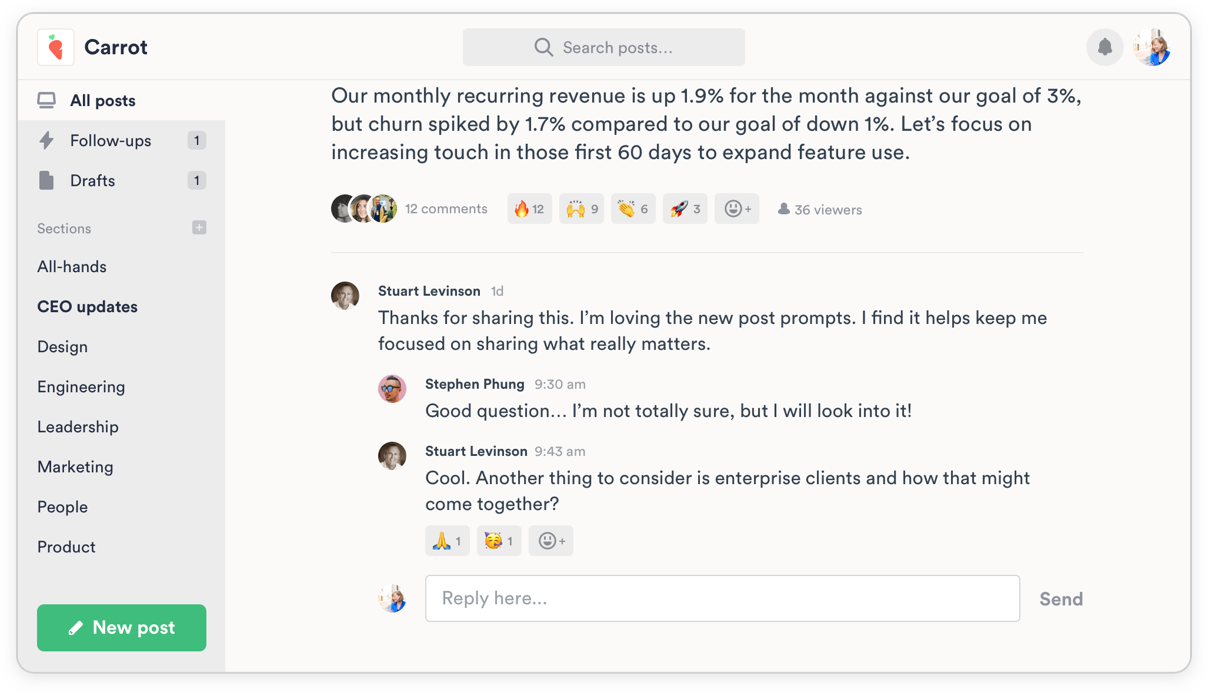 Carrot
Search posts...
All posts
Follow-ups 1
Drafts 1
Sections
All-hands
CEO updates
Design
Engineering
Leadership
Marketing
People
Product
New post
Our monthly recurring revenue is up 1.9% for the month against our goal of 3%,
but churn spiked by 1.7% compared to our goal of down 1%. Let’s focus on
increasing touch in those first 60 days to expand feature use.
12 comments 🔥 12 🙌 9 👏 6 🚀 3 + 36 viewers
Stuart Levinson 1d
Thanks for sharing this. I’m loving the new post prompts. I find it helps keep me
focused on sharing what really matters.
Stephen Phung 9:30 am
Good question… I’m not totally sure, but I will look into it!
Stuart Levinson 9:43 am
Cool. Another thing to consider is enterprise clients and how that might
come together?
🙏 1 🥳 1 +
Reply here...
Send